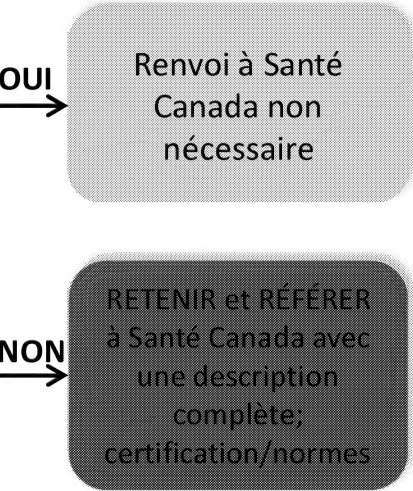 OUI
Renvoi à Santé
Canada non
nécessaire
NON
RETENIR et RÉFÉRER
à Santé Canada avec
une description
complète;
certification/normes